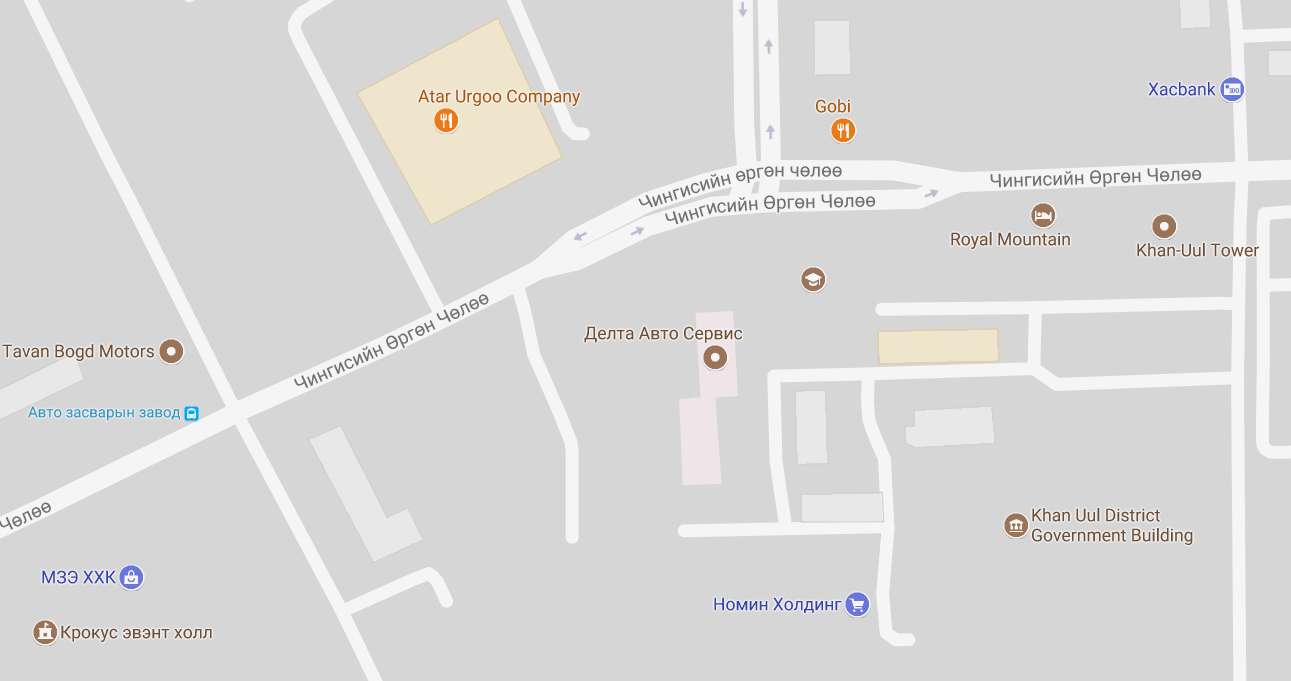 Xacbank
Atar Urgoo Company
Gobi
Чингисийн өргөн чөлөө
Чингисийн Өргөн Чөлөө
Чингисийн Өргөн Чөлөө
Royal Mountain
Khan-Uul Tower
Чингисийн Өргөн Чөлөө
Делта Авто Сервис
Tavan Bogd Motors
Авто засварын завод
Чөлөө
Khan Uul District
Government Building
МЗЭ ХХК
Номин Холдинг
Крокус эвэнт холл